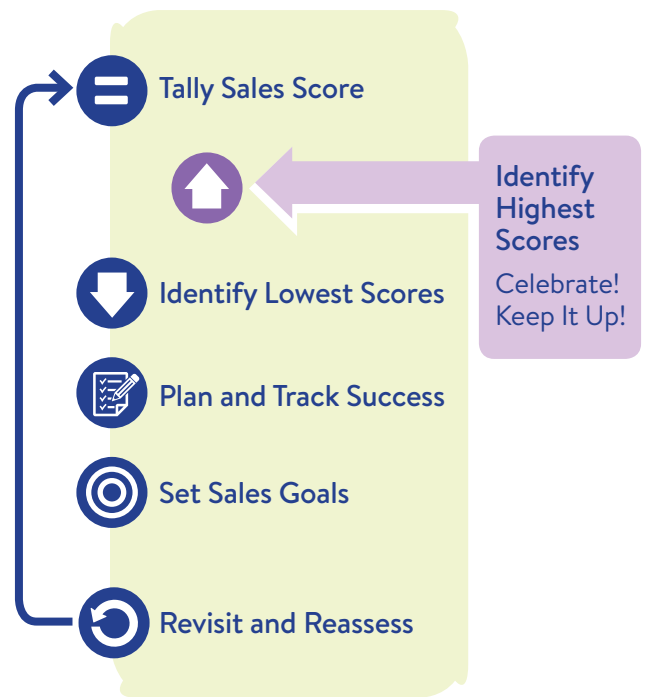 Tally Sales Score
Identify
Highest
Scores
Celebrate!
Keep It Up!
Identify Lowest Scores
Plan and Track Success
Set Sales Goals
Revisit and Reassess